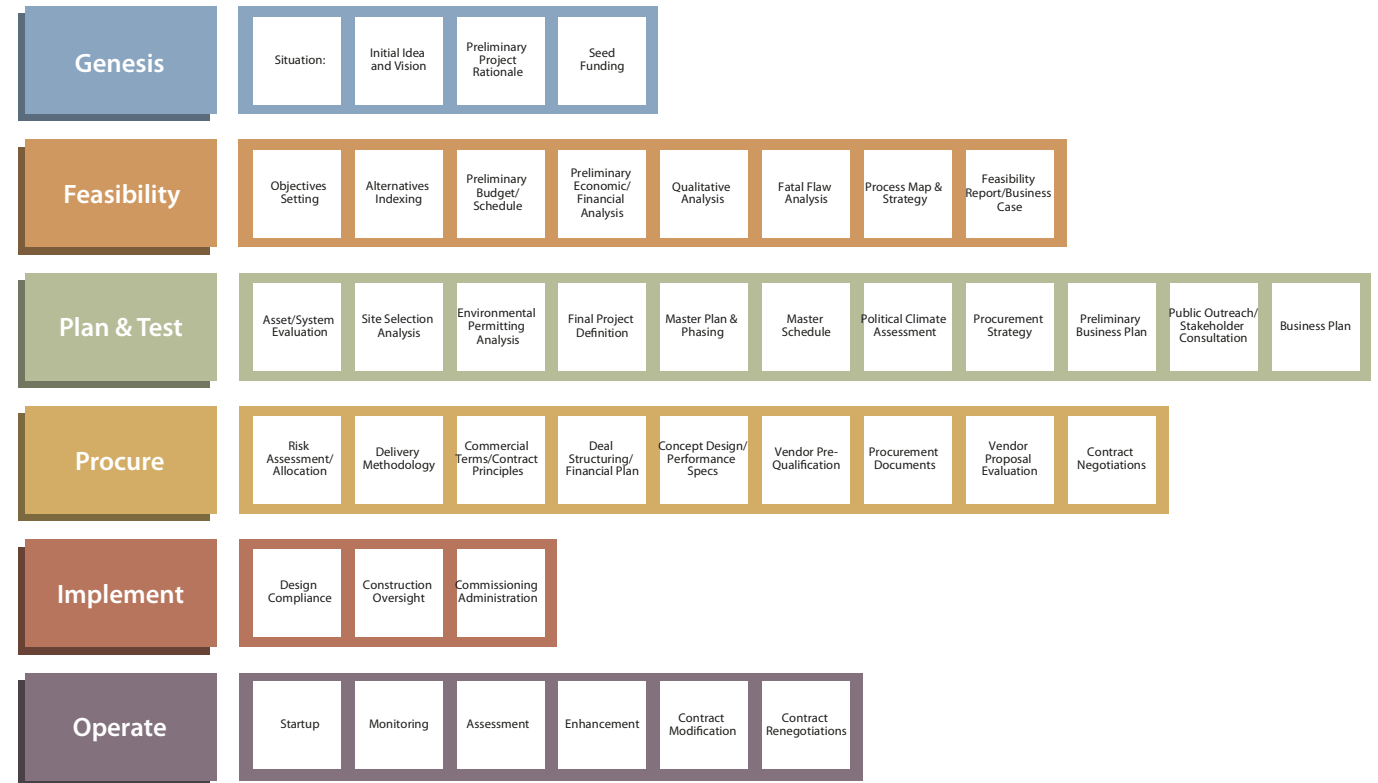 Genesis
Situation:
Initial Idea
and Vision
Preliminary
Project
Rationale
Seed
Funding
Feasibility
Objectives
Setting
Alternatives
Indexing
Preliminary
Budget/
Schedule
Preliminary
Economic/
Financial
Analysis
Qualitative
Analysis
Fatal Flaw
Analysis
Process Map &
Strategy
Feasibility
Report/Business
Case
Plan & Test
Asset/System
Evaluation
Site Selection
Analysis
Environmental
Permitting
Analysis
Final Project
Definition
Master Plan &
Phasing
Master
Schedule
Political Climate
Assessment
Procurement
Strategy
Preliminary
Business Plan
Public Outreach/
Stakeholder
Consultation
Business Plan
Procure
Risk
Assessment/
Allocation
Delivery
Methodology
Commercial
Terms/Contract
Principles
Deal
Structuring/
Financial Plan
Concept Design/
Performance
Specs
Vendor Pre-
Qualification
Procurement
Documents
Vendor
Proposal
Evaluation
Contract
Negotiations
Implement
Design
Compliance
Construction
Oversight
Commissioning
Administration
Operate
Startup
Monitoring
Assessment
Enhancement
Contract
Modification
Contract
Renegotiations